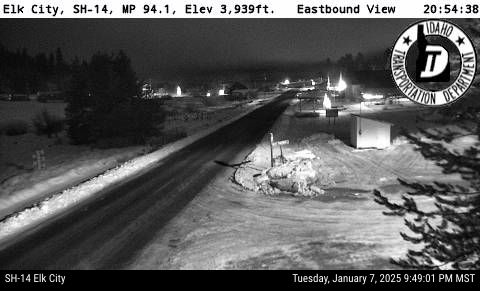 Elk City, SH-14, MP 94.1, Elev 3,939ft. Eastbound View 20:54:38
IDAHO
TRANSPORTATION DEPARTMENT
SH-14 Elk City Tuesday, January 7, 2025 9:49:01 PM MST